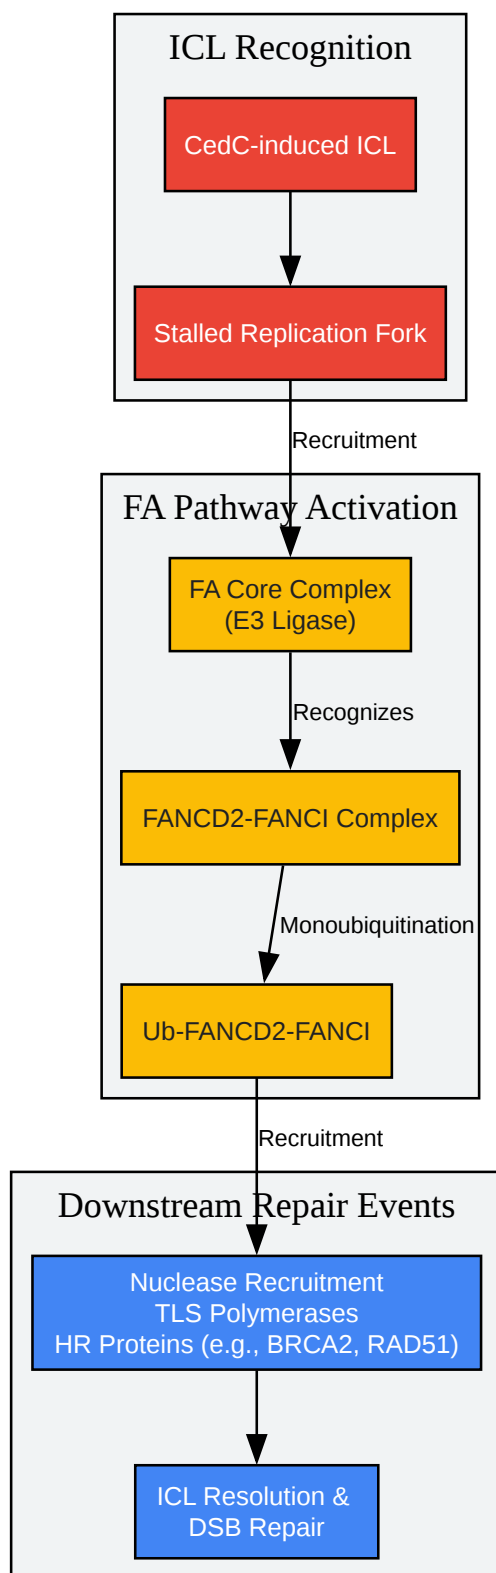 ICL Recognition
CedC-induced ICL
Stalled Replication Fork
Recruitment
FA Pathway Activation
FA Core Complex
(E3 Ligase)
Recognizes
FANCD2-FANCI Complex
Monoubiquitination
Ub-FANCD2-FANCI
Recruitment
Downstream Repair Events
Nuclease Recruitment
TLS Polymerases
HR Proteins (e.g., BRCA2, RAD51)
ICL Resolution &
DSB Repair